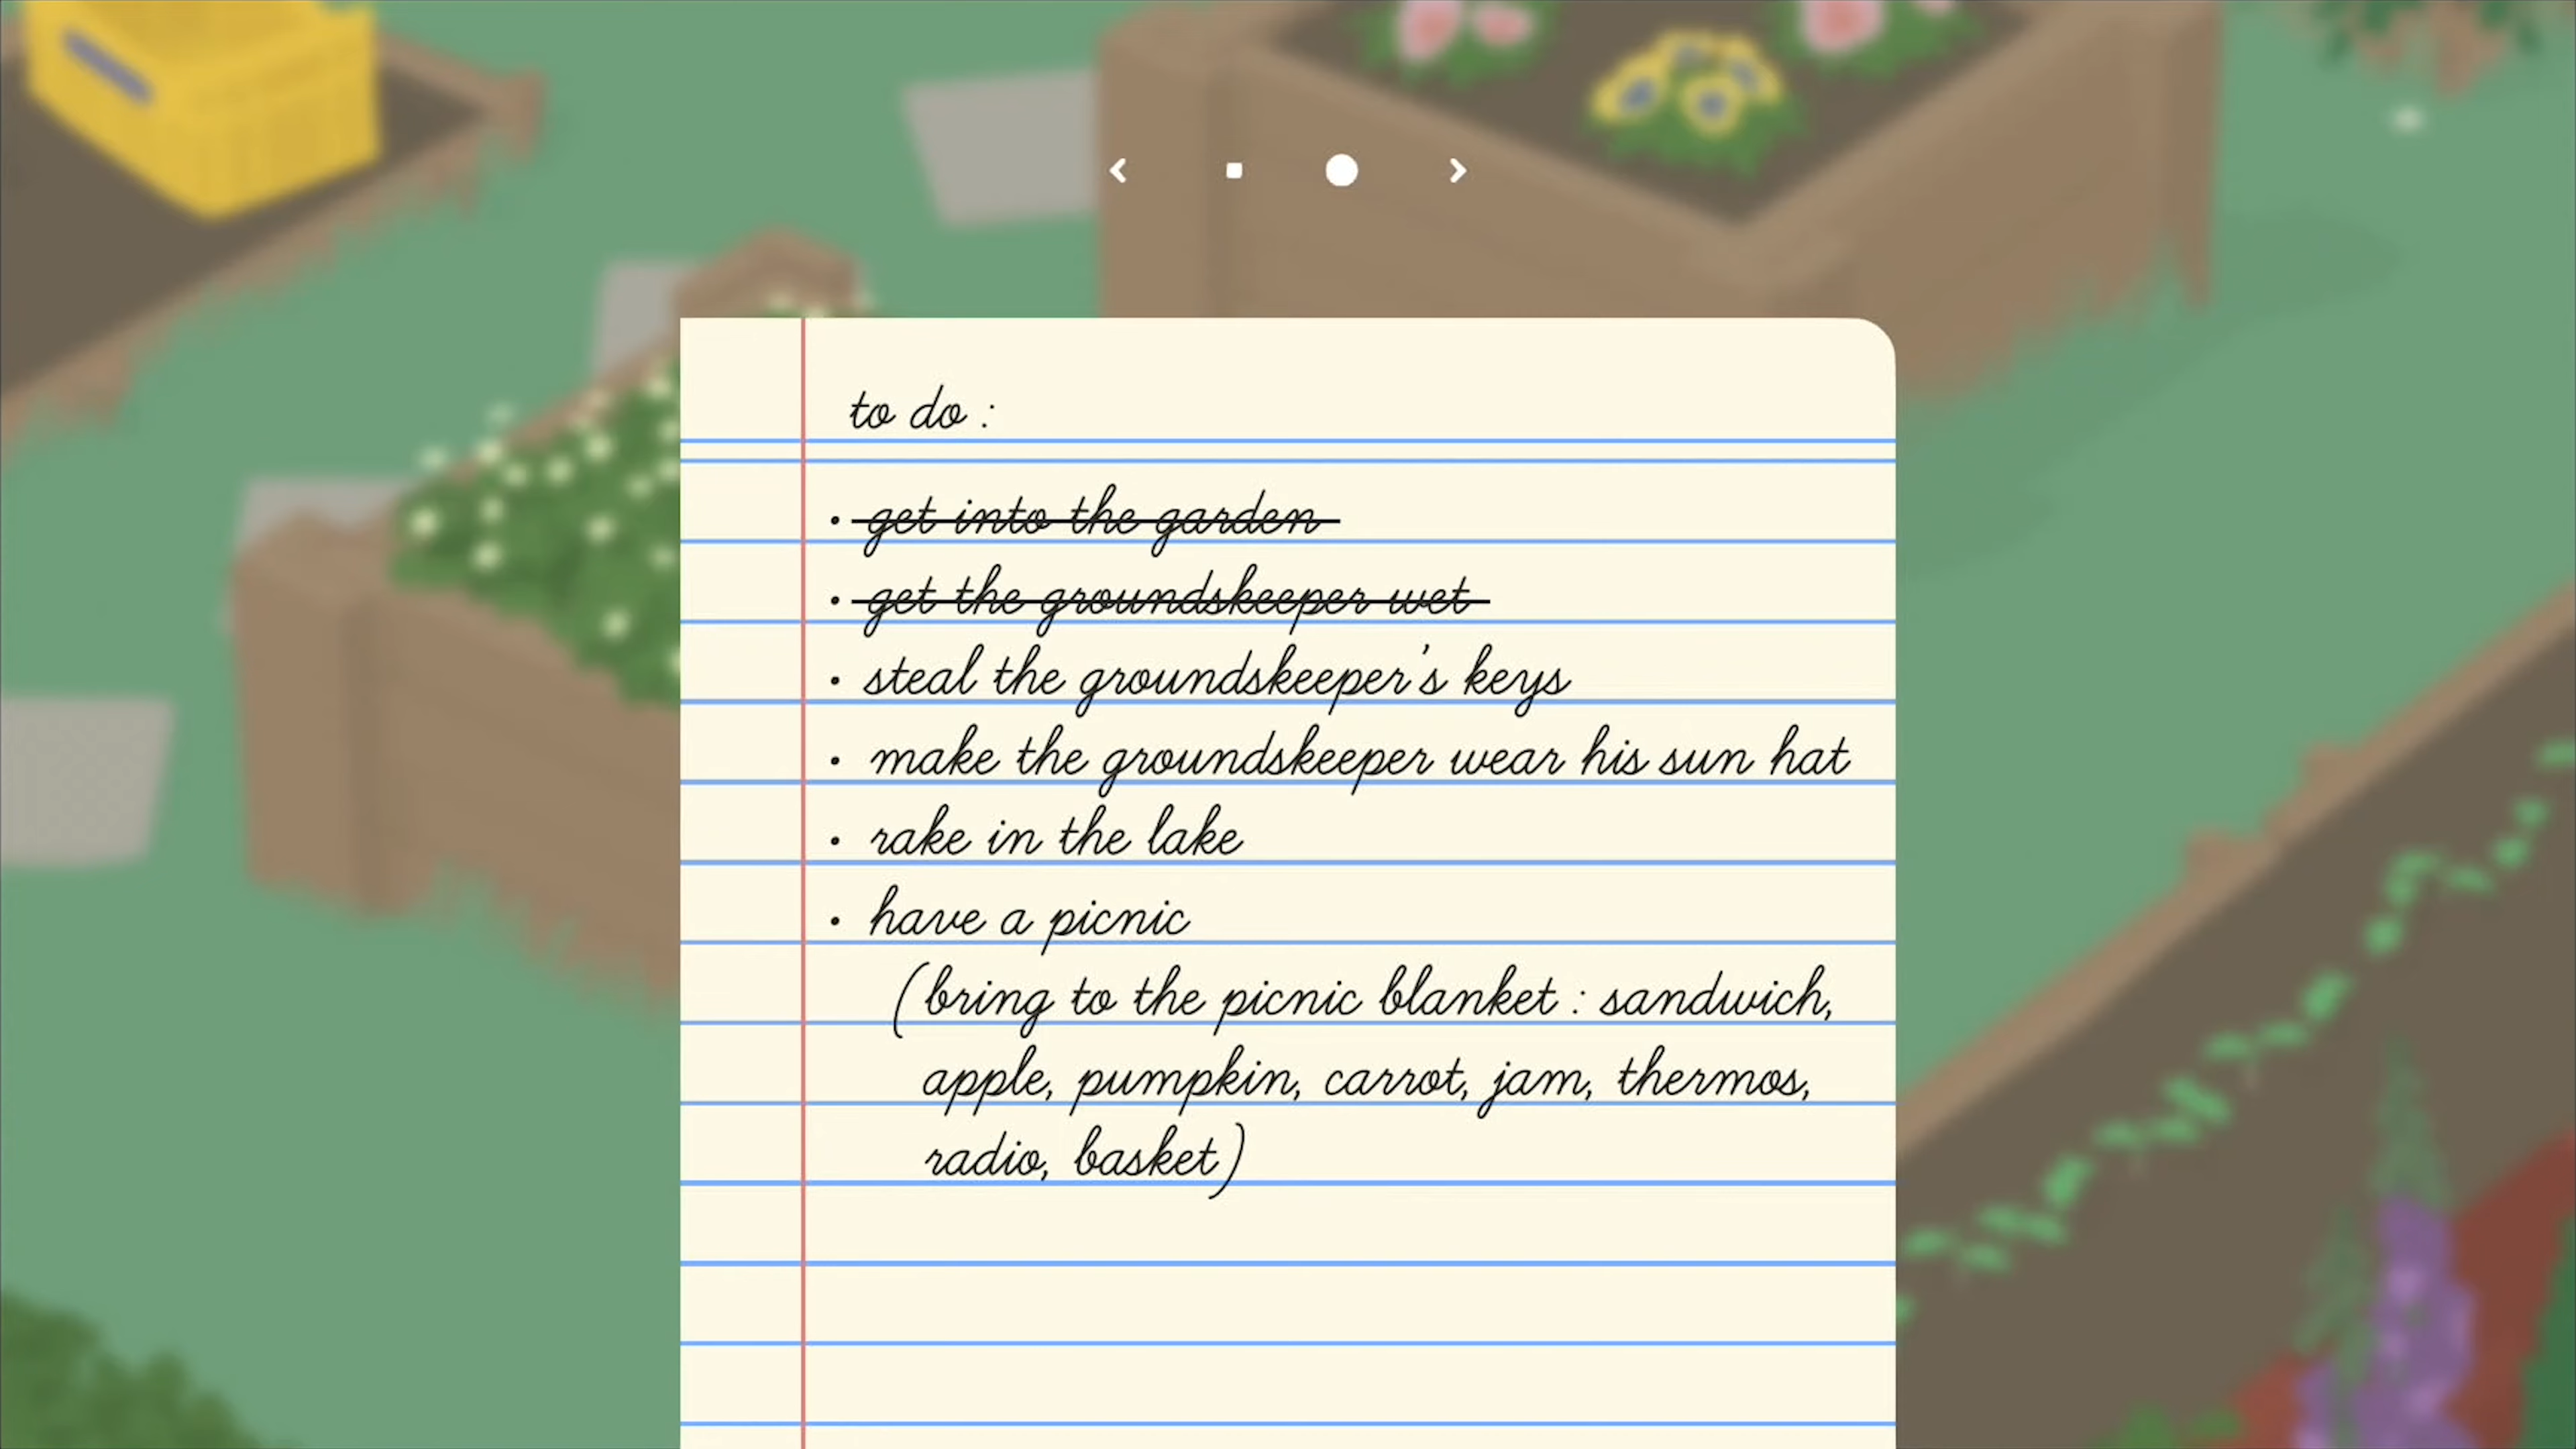 to do :
• get into the garden
• get the groundskeeper wet
• steal the groundskeeper's keys
• make the groundskeeper wear his sun hat
• rake in the lake
• have a picnic
(bring to the picnic blanket : sandwich,
apple, pumpkin, carrot, jam, thermos,
radio, basket)